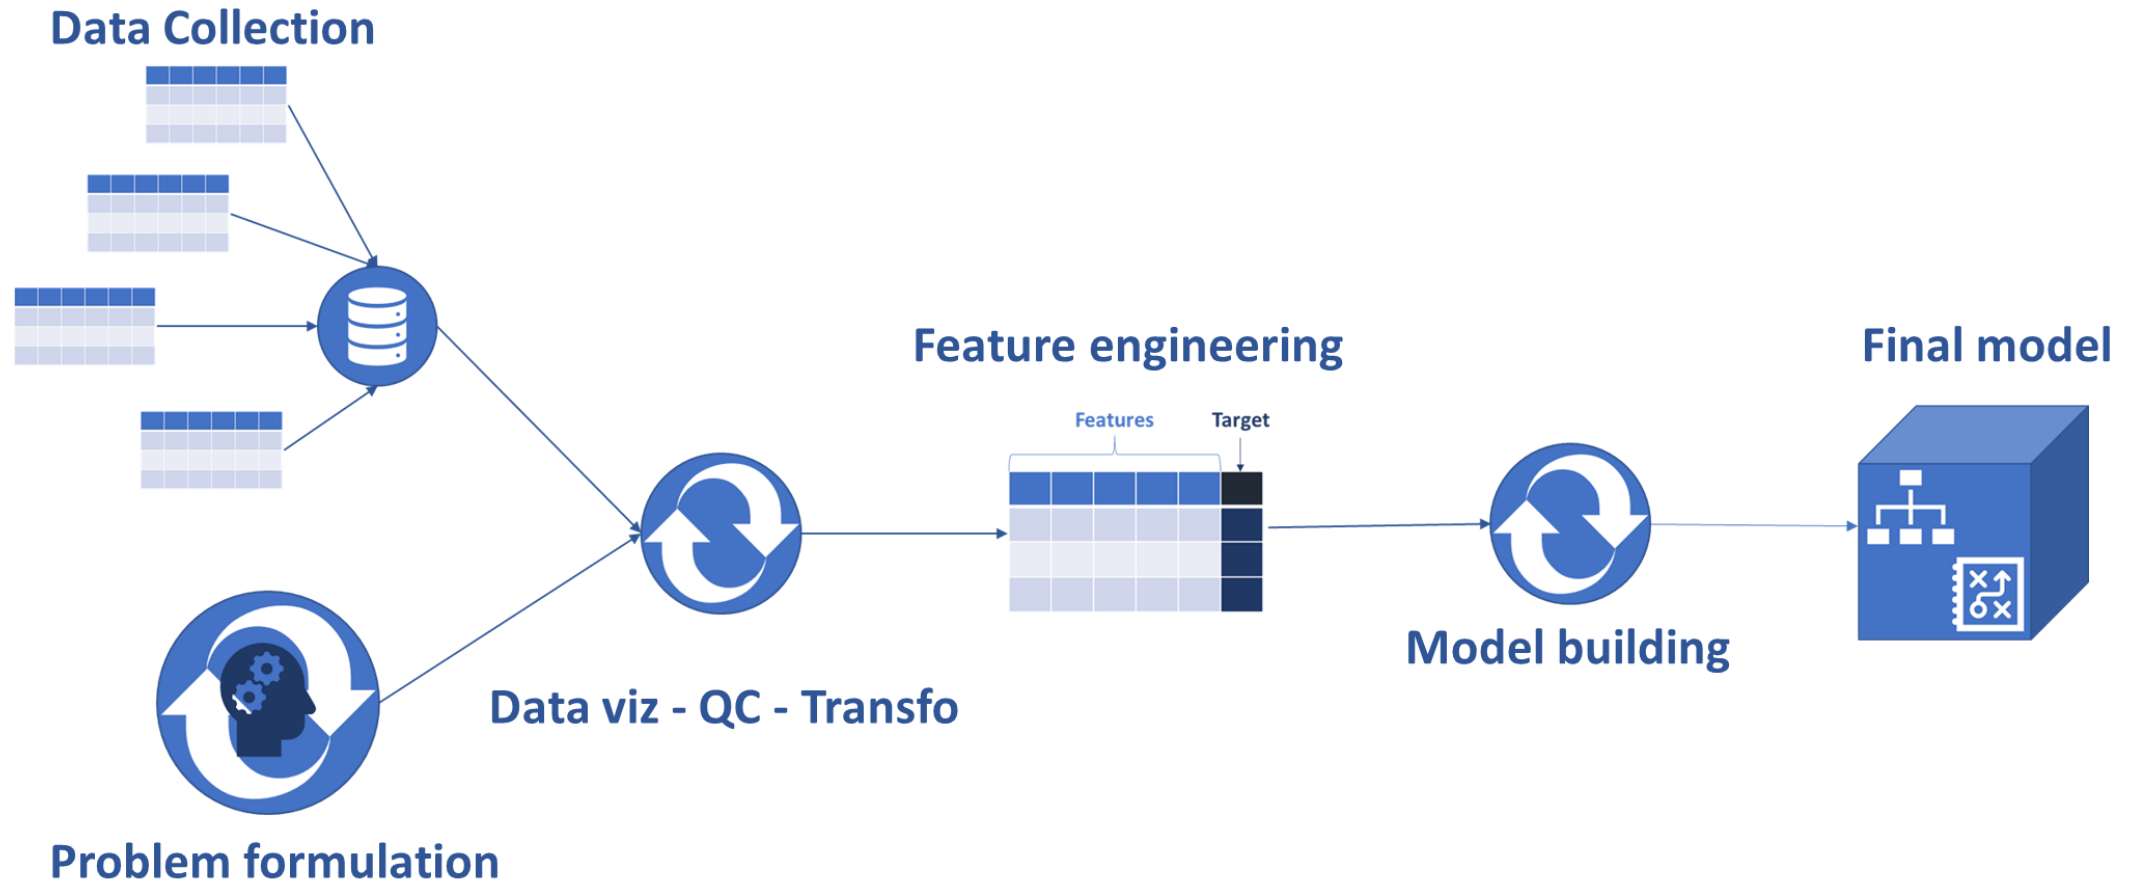 Data Collection
Feature engineering
Final model
Features
Target
Model building
Data viz - QC - Transfo
Problem formulation